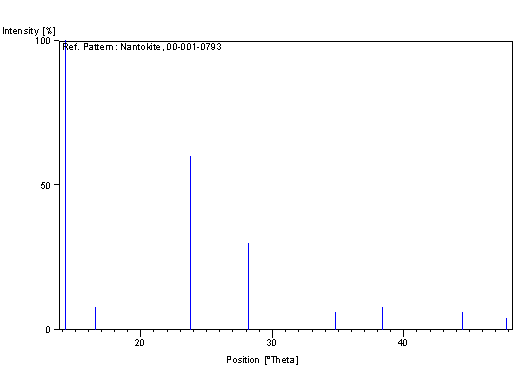 Intensity [%]
100
Ref. Pattern: Nantokite, 00-001-0793
50
0
20
30
40
Position [°Theta]